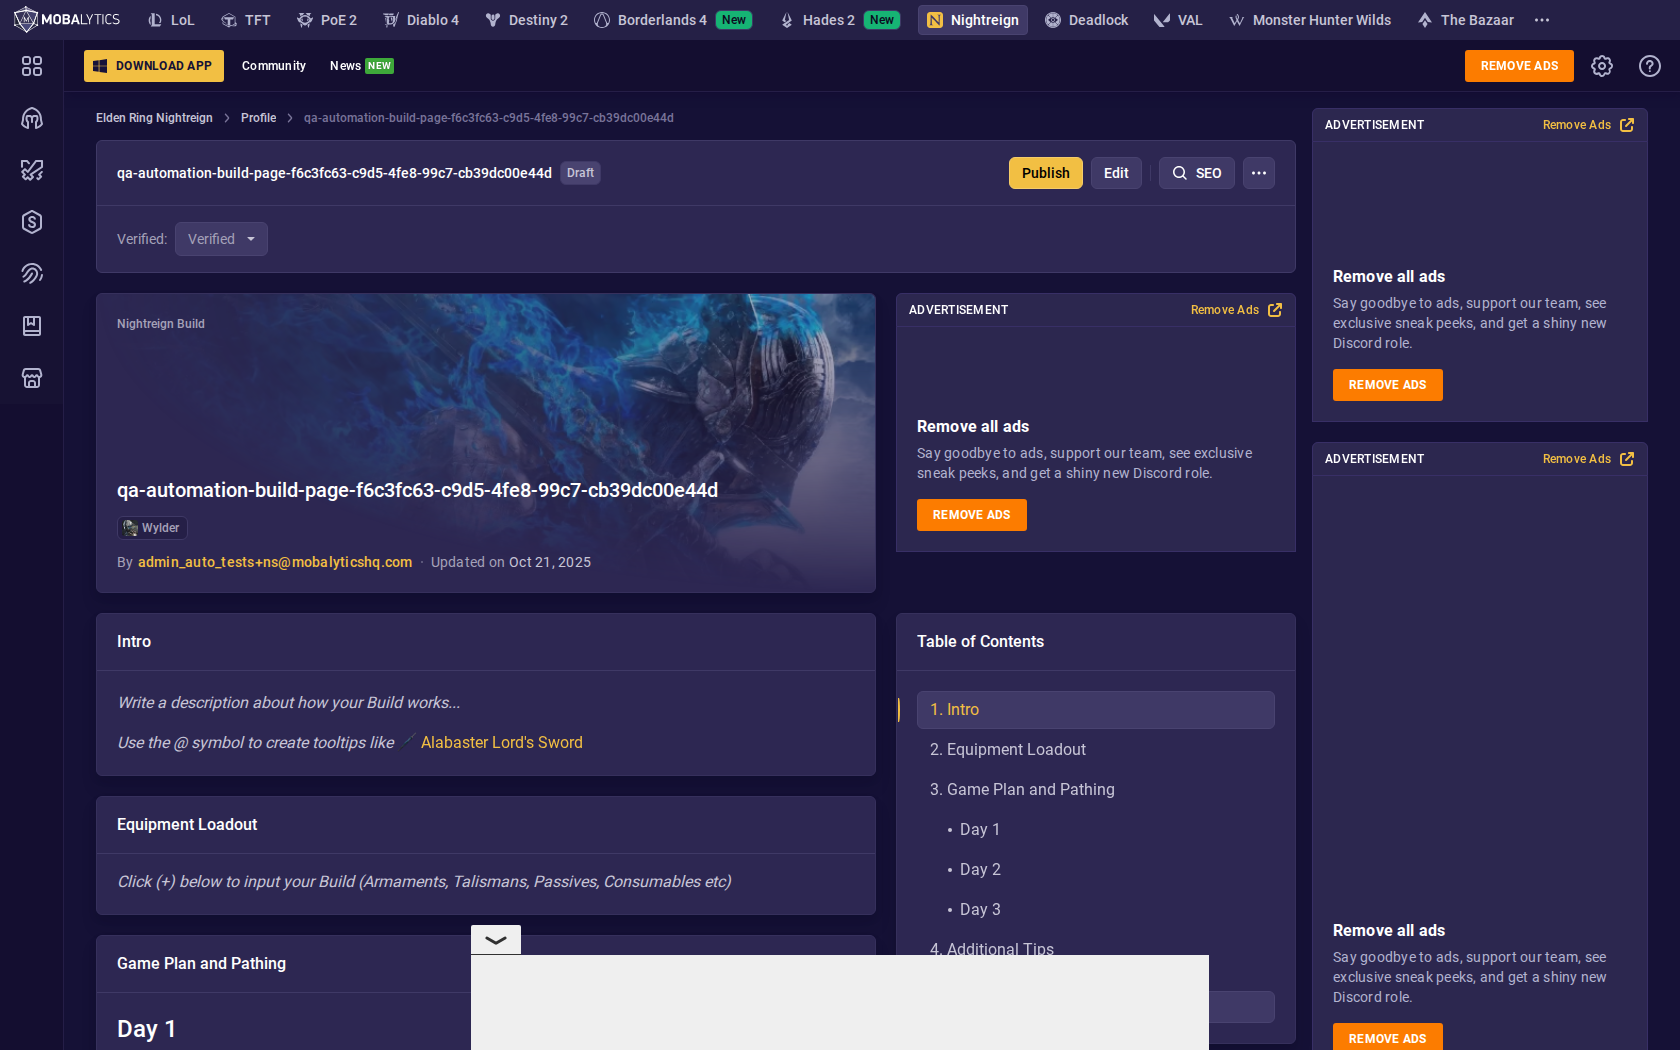 MOBALYTICS
LoL
TFT
PoE 2
Diablo 4
Destiny 2
Borderlands 4 New
Hades 2 New
Nightreign
Deadlock
VAL
Monster Hunter Wilds
The Bazaar
DOWNLOAD APP
Community
News NEW
REMOVE ADS
Elden Ring Nightreign
Profile
qa-automation-build-page-f6c3fc63-c9d5-4fe8-99c7-cb39dc00e44d
qa-automation-build-page-f6c3fc63-c9d5-4fe8-99c7-cb39dc00e44d Draft
Publish
Edit
SEO
Verified: Verified
Nightreign Build
qa-automation-build-page-f6c3fc63-c9d5-4fe8-99c7-cb39dc00e44d
Wylder
By admin_auto_tests+ns@mobalyticshq.com · Updated on Oct 21, 2025
ADVERTISEMENT Remove Ads
Remove all ads
Say goodbye to ads, support our team, see exclusive
sneak peeks, and get a shiny new Discord role.
REMOVE ADS
Intro
Write a description about how your Build works...
Use the @ symbol to create tooltips like Alabaster Lord's Sword
Equipment Loadout
Click (+) below to input your Build (Armaments, Talismans, Passives, Consumables etc)
Game Plan and Pathing
Day 1
Table of Contents
1. Intro
2. Equipment Loadout
3. Game Plan and Pathing
• Day 1
• Day 2
• Day 3
4. Additional Tips
ADVERTISEMENT Remove Ads
Remove all ads
Say goodbye to ads, support our team, see
exclusive sneak peeks, and get a shiny new
Discord role.
REMOVE ADS
ADVERTISEMENT Remove Ads
Remove all ads
Say goodbye to ads, support our team, see
exclusive sneak peeks, and get a shiny new
Discord role.
REMOVE ADS